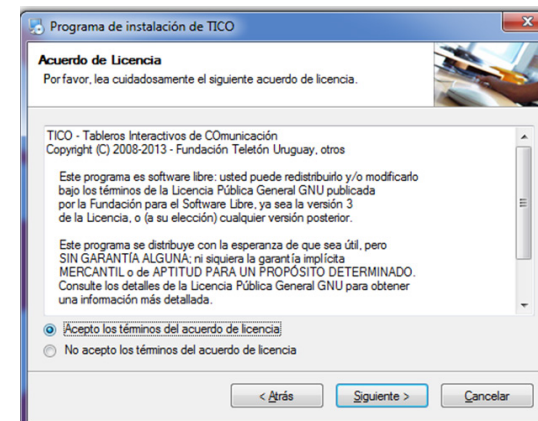 Programa de instalación de TICO
Acuerdo de Licencia
Por favor, lea cuidadosamente el siguiente acuerdo de licencia.
TICO - Tableros Interactivos de COmunicación
Copyright (C) 2008-2013 - Fundación Teletón Uruguay, otros
Este programa es software libre: usted puede redistribuirlo y/o modificarlo
bajo los términos de la Licencia Pública General GNU publicada
por la Fundación para el Software Libre, ya sea la versión 3
de la Licencia, o (a su elección) cualquier versión posterior.
Este programa se distribuye con la esperanza de que sea útil, pero
SIN GARANTÍA ALGUNA; ni siquiera la garantía implícita
MERCANTIL o de APTITUD PARA UN PROPÓSITO DETERMINADO.
Consulte los detalles de la Licencia Pública General GNU para obtener
una información más detallada.
Acepto los términos del acuerdo de licencia
No acepto los términos del acuerdo de licencia
< Atrás Siguiente > Cancelar